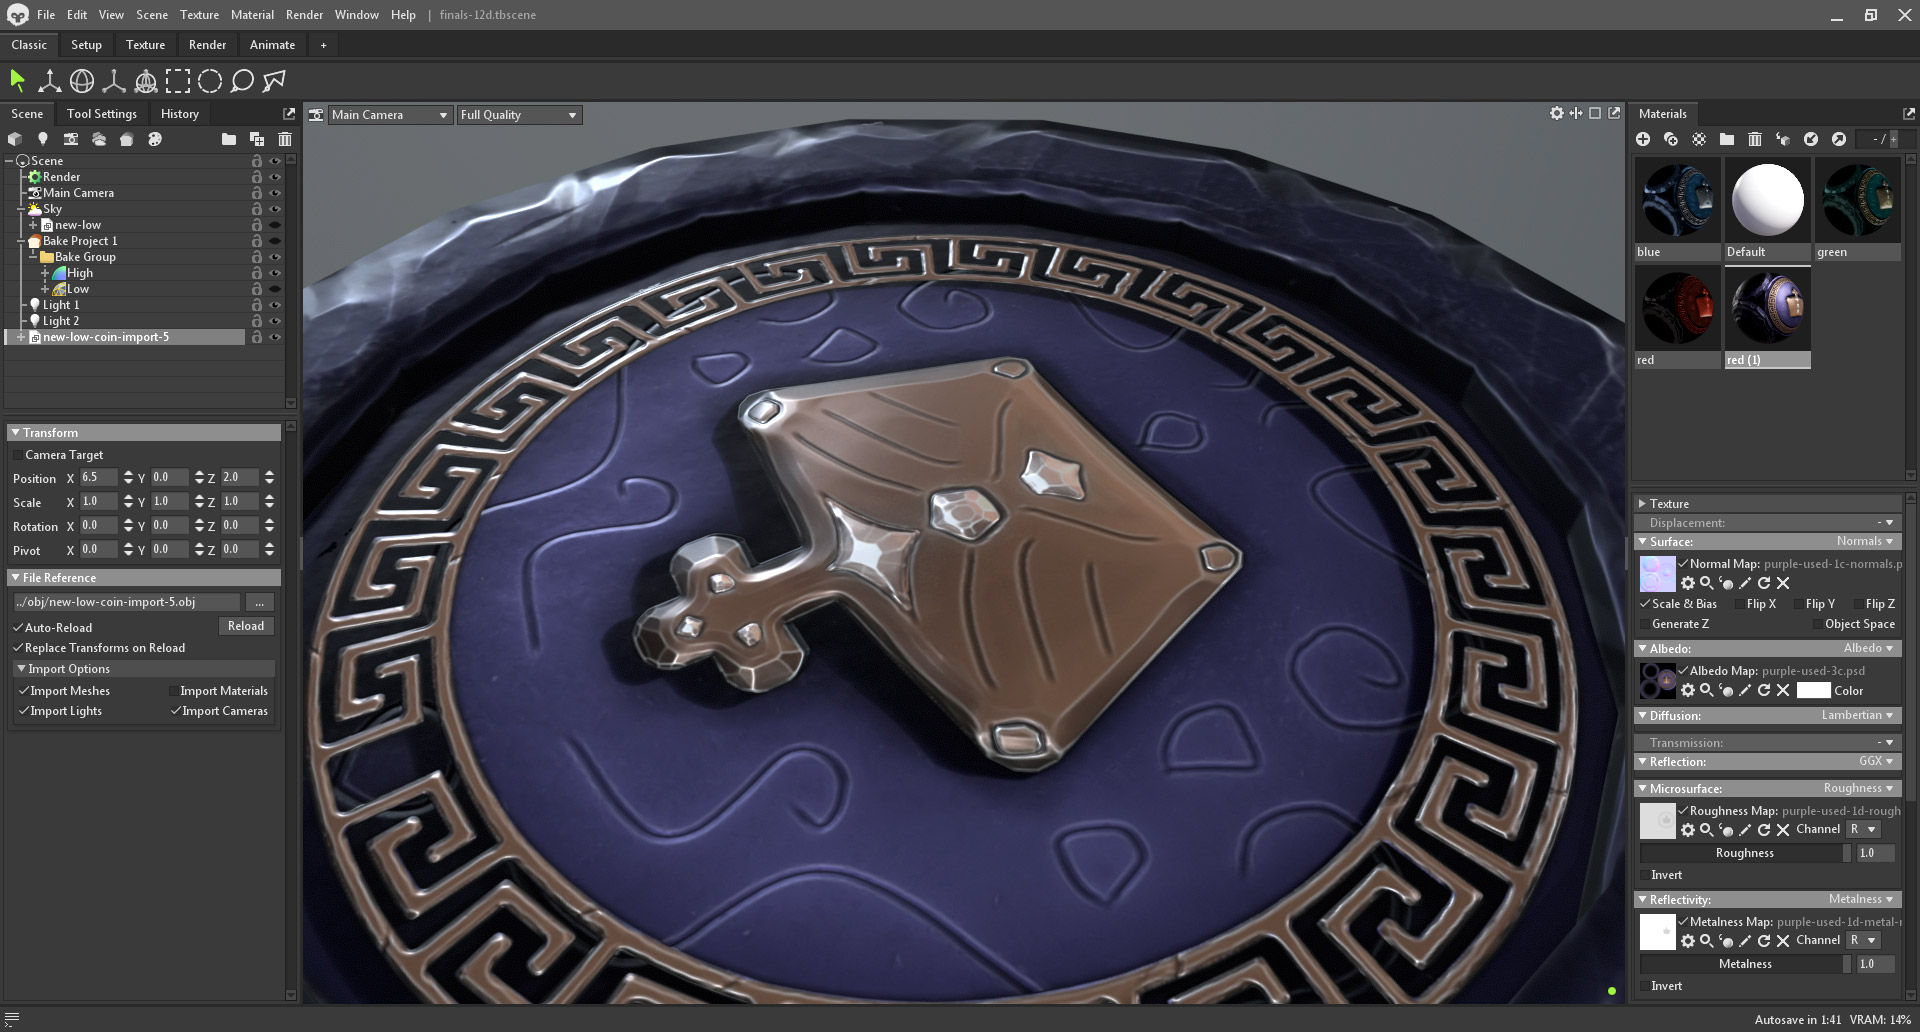 File Edit View Scene Texture Material Render Window Help | finals-12d.tbscene
Classic Setup Texture Render Animate +
Scene Tool Settings History
Main Camera Full Quality
Materials
- / +
Scene
Render
Main Camera
Sky
new-low
Bake Project 1
Bake Group
High
Low
Light 1
Light 2
new-low-coin-import-5
Transform
Camera Target
Position X 6.5 Y 0.0 Z 2.0
Scale X 1.0 Y 1.0 Z 1.0
Rotation X 0.0 Y 0.0 Z 0.0
Pivot X 0.0 Y 0.0 Z 0.0
File Reference
../obj/new-low-coin-import-5.obj ...
Auto-Reload Reload
Replace Transforms on Reload
Import Options
Import Meshes Import Materials
Import Lights Import Cameras
blue Default green
red red (1)
Texture
Displacement: -
Surface: Normals
Normal Map: purple-used-1c-normals.p
Scale & Bias Flip X Flip Y Flip Z
Generate Z Object Space
Albedo: Albedo
Albedo Map: purple-used-3c.psd
Color
Diffusion: Lambertian
Transmission: -
Reflection: GGX
Microsurface: Roughness
Roughness Map: purple-used-1d-rough
Channel R
Roughness 1.0
Invert
Reflectivity: Metalness
Metalness Map: purple-used-1d-metal-r
Channel R
Metalness 1.0
Invert
Autosave in 1:41 VRAM: 14%